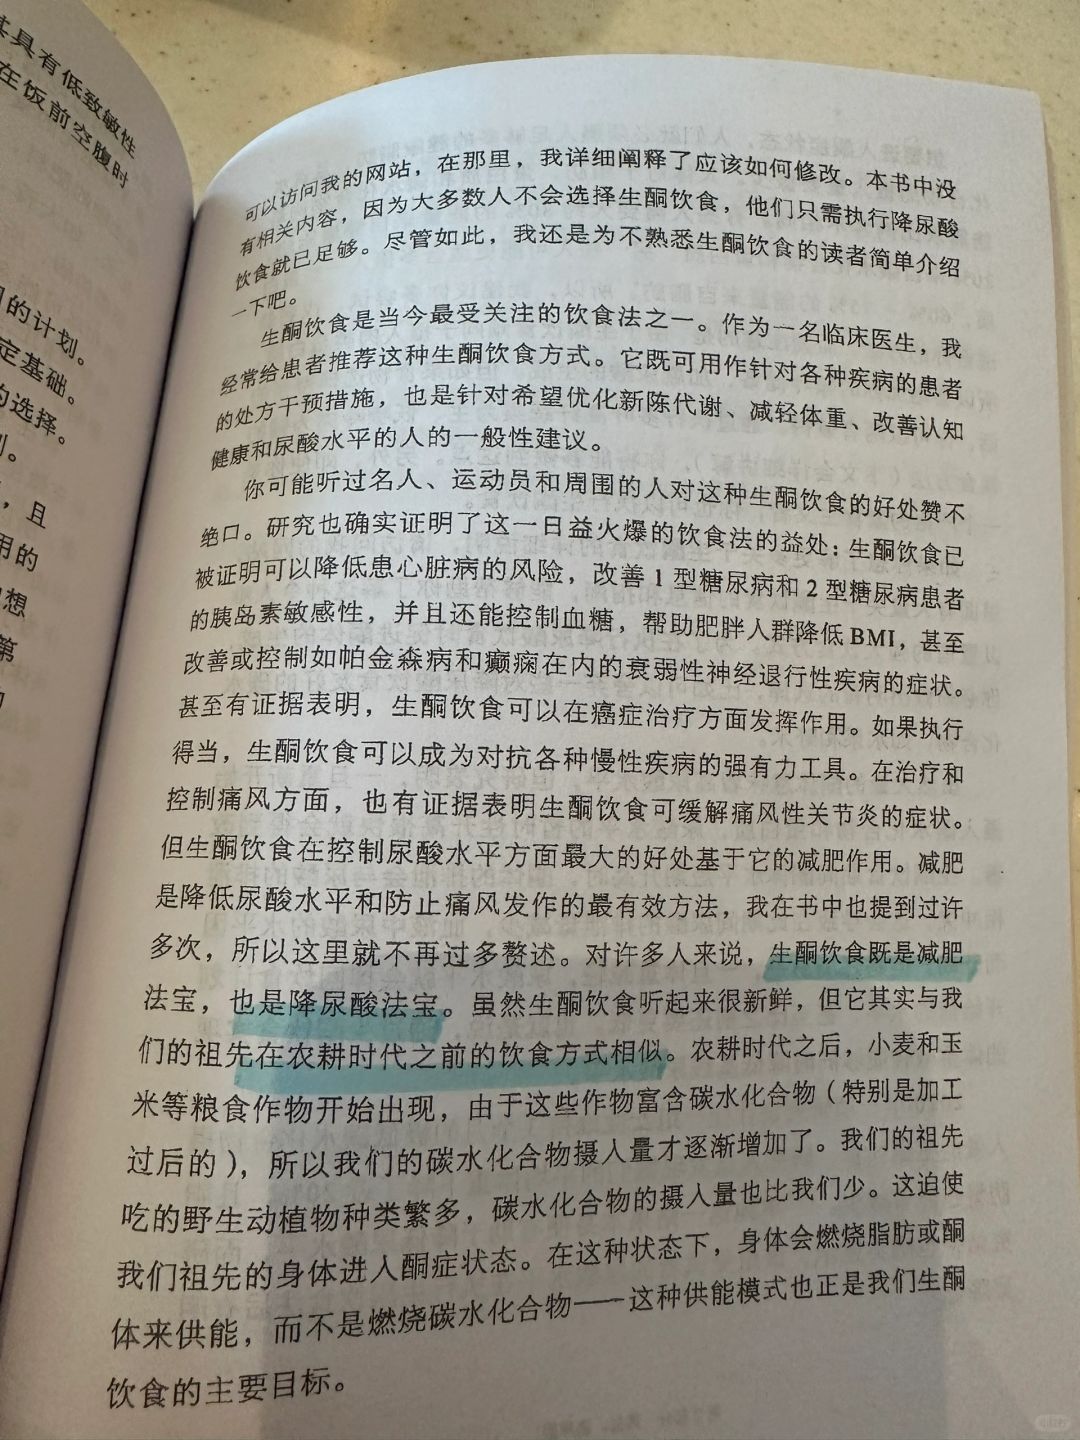 其具有低致敏性
在饭前空腹时
的计划。
定基础。
的选择。
，且
用的
想
第
可以访问我的网站，在那里，我详细阐释了应该如何修改。本书中没
有相关内容，因为大多数人不会选择生酮饮食，他们只需执行降尿酸
饮食就已足够。尽管如此，我还是为不熟悉生酮饮食的读者简单介绍
一下吧。
生酮饮食是当今最受关注的饮食法之一。作为一名临床医生，我
经常给患者推荐这种生酮饮食方式。它既可用作针对各种疾病的患者
的处方干预措施，也是针对希望优化新陈代谢、减轻体重、改善认知
健康和尿酸水平的人的一般性建议。
你可能听过名人、运动员和周围的人对这种生酮饮食的好处赞不
绝口。研究也确实证明了这一日益火爆的饮食法的益处：生酮饮食已
被证明可以降低患心脏病的风险，改善 1 型糖尿病和 2 型糖尿病患者
的胰岛素敏感性，并且还能控制血糖，帮助肥胖人群降低 BMI，甚至
改善或控制如帕金森病和癫痫在内的衰弱性神经退行性疾病的症状。
甚至有证据表明，生酮饮食可以在癌症治疗方面发挥作用。如果执行
得当，生酮饮食可以成为对抗各种慢性疾病的强有力工具。在治疗和
控制痛风方面，也有证据表明生酮饮食可缓解痛风性关节炎的症状。
但生酮饮食在控制尿酸水平方面最大的好处基于它的减肥作用。减肥
是降低尿酸水平和防止痛风发作的最有效方法，我在书中也提到过许
多次，所以这里就不再过多赘述。对许多人来说，生酮饮食既是减肥
法宝，也是降尿酸法宝。虽然生酮饮食听起来很新鲜，但它其实与我
们的祖先在农耕时代之前的饮食方式相似。农耕时代之后，小麦和玉
米等粮食作物开始出现，由于这些作物富含碳水化合物（特别是加工
过后的），所以我们的碳水化合物摄入量才逐渐增加了。我们的祖先
吃的野生动植物种类繁多，碳水化合物的摄入量也比我们少。这迫使
我们祖先的身体进入酮症状态。在这种状态下，身体会燃烧脂肪或酮
体来供能，而不是燃烧碳水化合物——这种供能模式也正是我们生酮
饮食的主要目标。